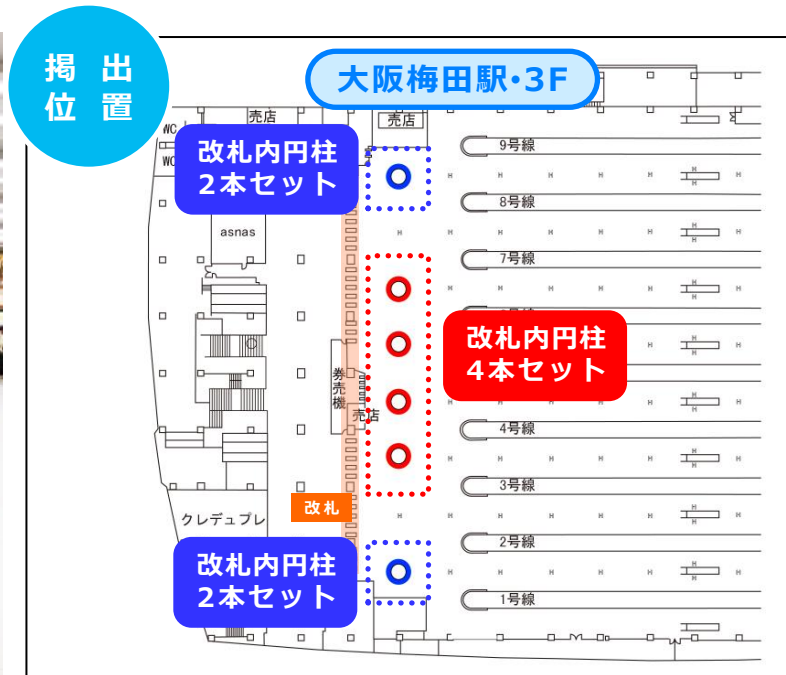 掲出
位置
大阪梅田駅・3F
売店
売店
WC
WC
改札内円柱
2本セット
9号線
8号線
asnas
7号線
改札内円柱
4本セット
券売機
売店
4号線
3号線
改札
クレデュプレ
2号線
改札内円柱
2本セット
1号線